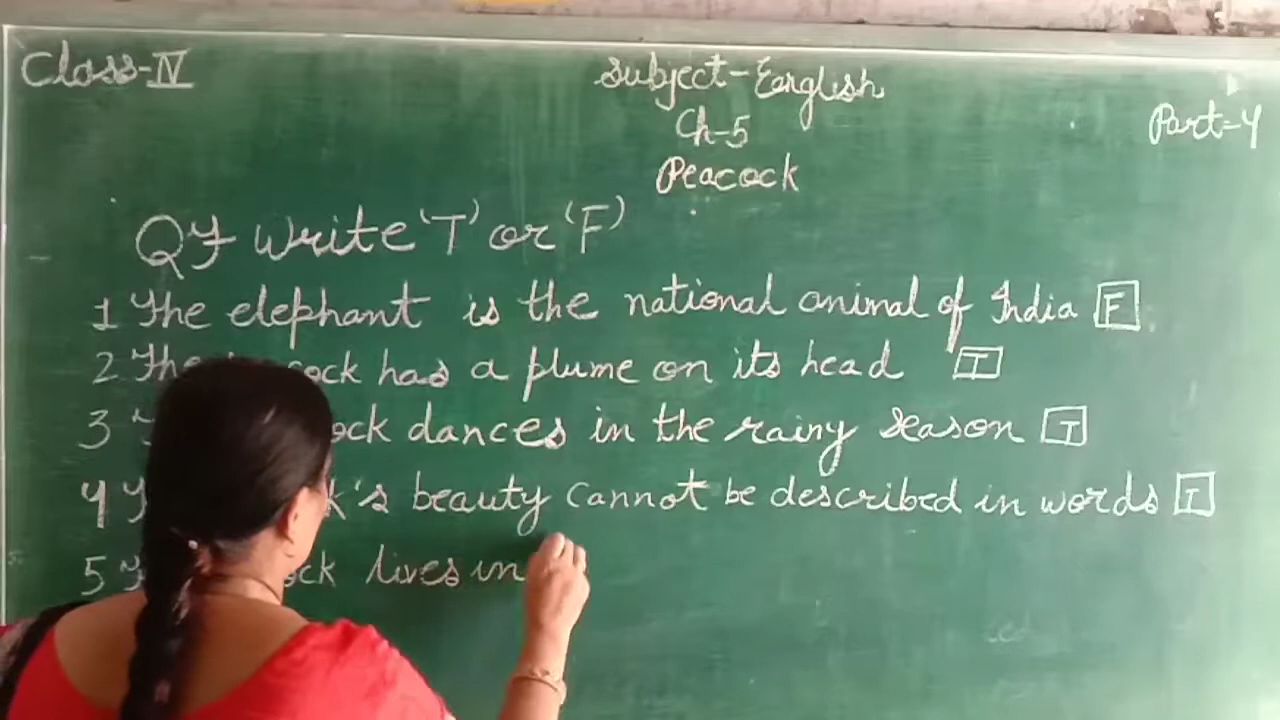 Class-IV
Subject-English
Ch-5
Peacock
Part-4
Q Write 'T' or 'F'
1 The elephant is the national animal of India F
2 The ock has a plume on its head T
3 ock dances in the rainy season T
4 k's beauty cannot be described in words T
5 ock lives in